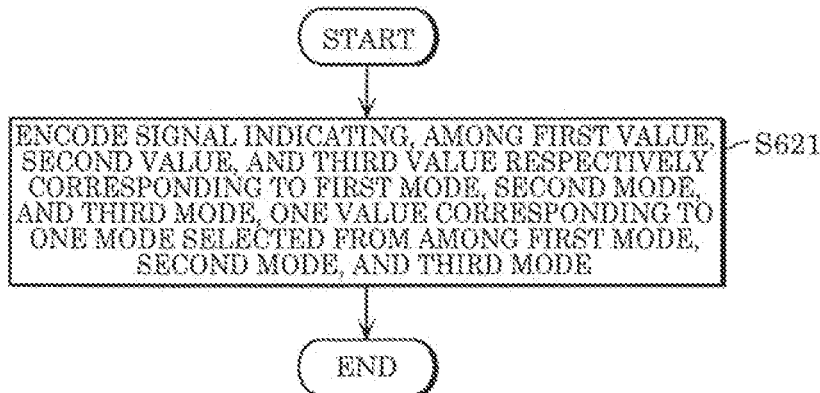 START
ENCODE SIGNAL INDICATING, AMONG FIRST VALUE,
SECOND VALUE, AND THIRD VALUE RESPECTIVELY
CORRESPONDING TO FIRST MODE, SECOND MODE,
AND THIRD MODE, ONE VALUE CORRESPONDING TO
ONE MODE SELECTED FROM AMONG FIRST MODE,
SECOND MODE, AND THIRD MODE
S621
END